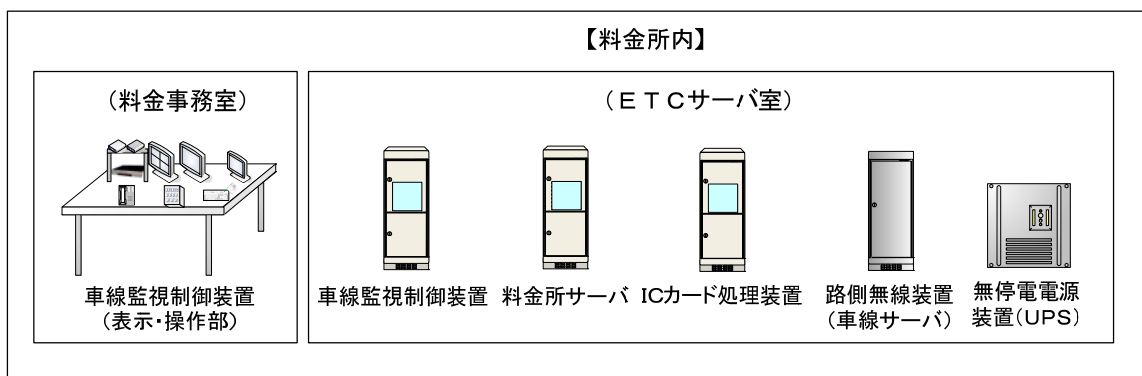 【料金所内】
(料金事務室)
(ETCサーバ室)
車線監視制御装置
(表示・操作部)
車線監視制御装置
料金所サーバ
ICカード処理装置
路側無線装置
(車線サーバ)
無停電電源
装置(UPS)